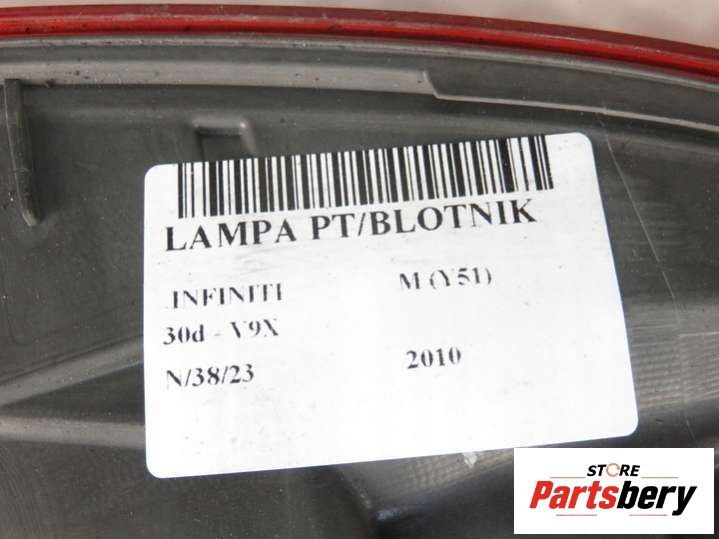 LAMPA PT/BLOTNIK
INFINITI M (Y51)
30d - V9X
N/38/23 2010
STORE
Partsbery